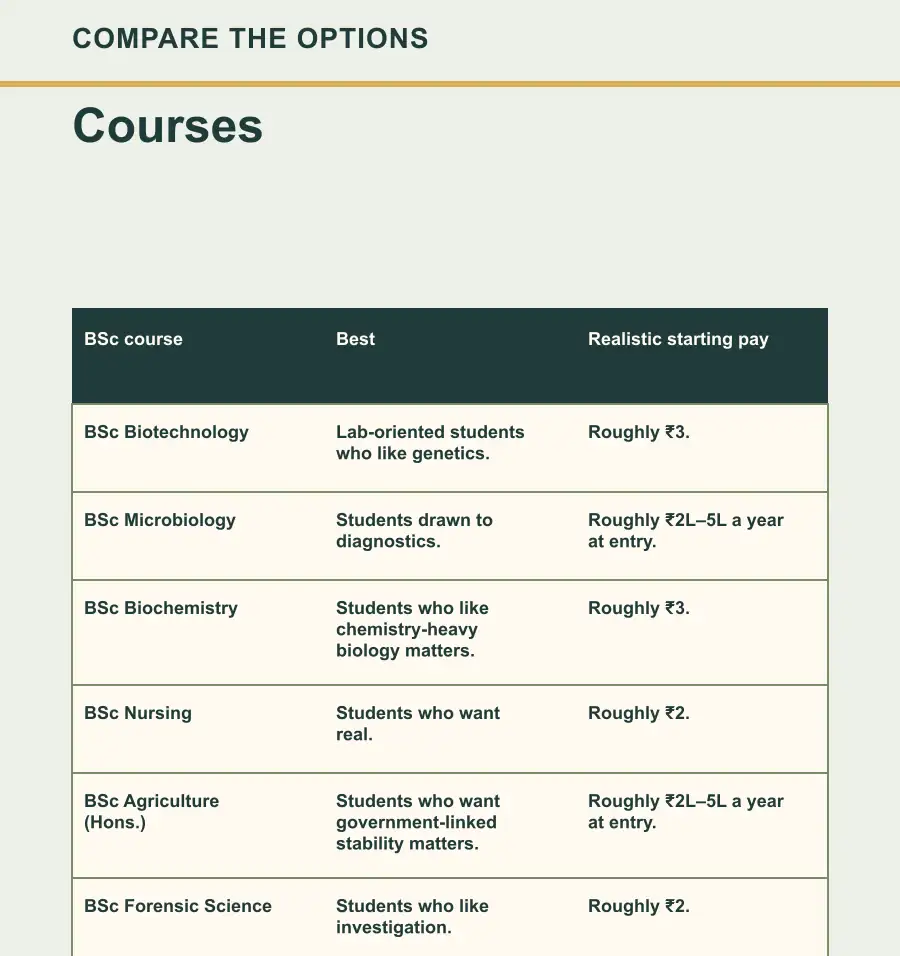 COMPARE THE OPTIONS
Courses
BSc course
Best
Realistic starting pay
BSc Biotechnology
Lab-oriented students
who like genetics.
Roughly ₹3.
BSc Microbiology
Students drawn to
diagnostics.
Roughly ₹2L–5L a year
at entry.
BSc Biochemistry
Students who like
chemistry-heavy
biology matters.
Roughly ₹3.
BSc Nursing
Students who want
real.
Roughly ₹2.
BSc Agriculture
(Hons.)
Students who want
government-linked
stability matters.
Roughly ₹2L–5L a year
at entry.
BSc Forensic Science
Students who like
investigation.
Roughly ₹2.